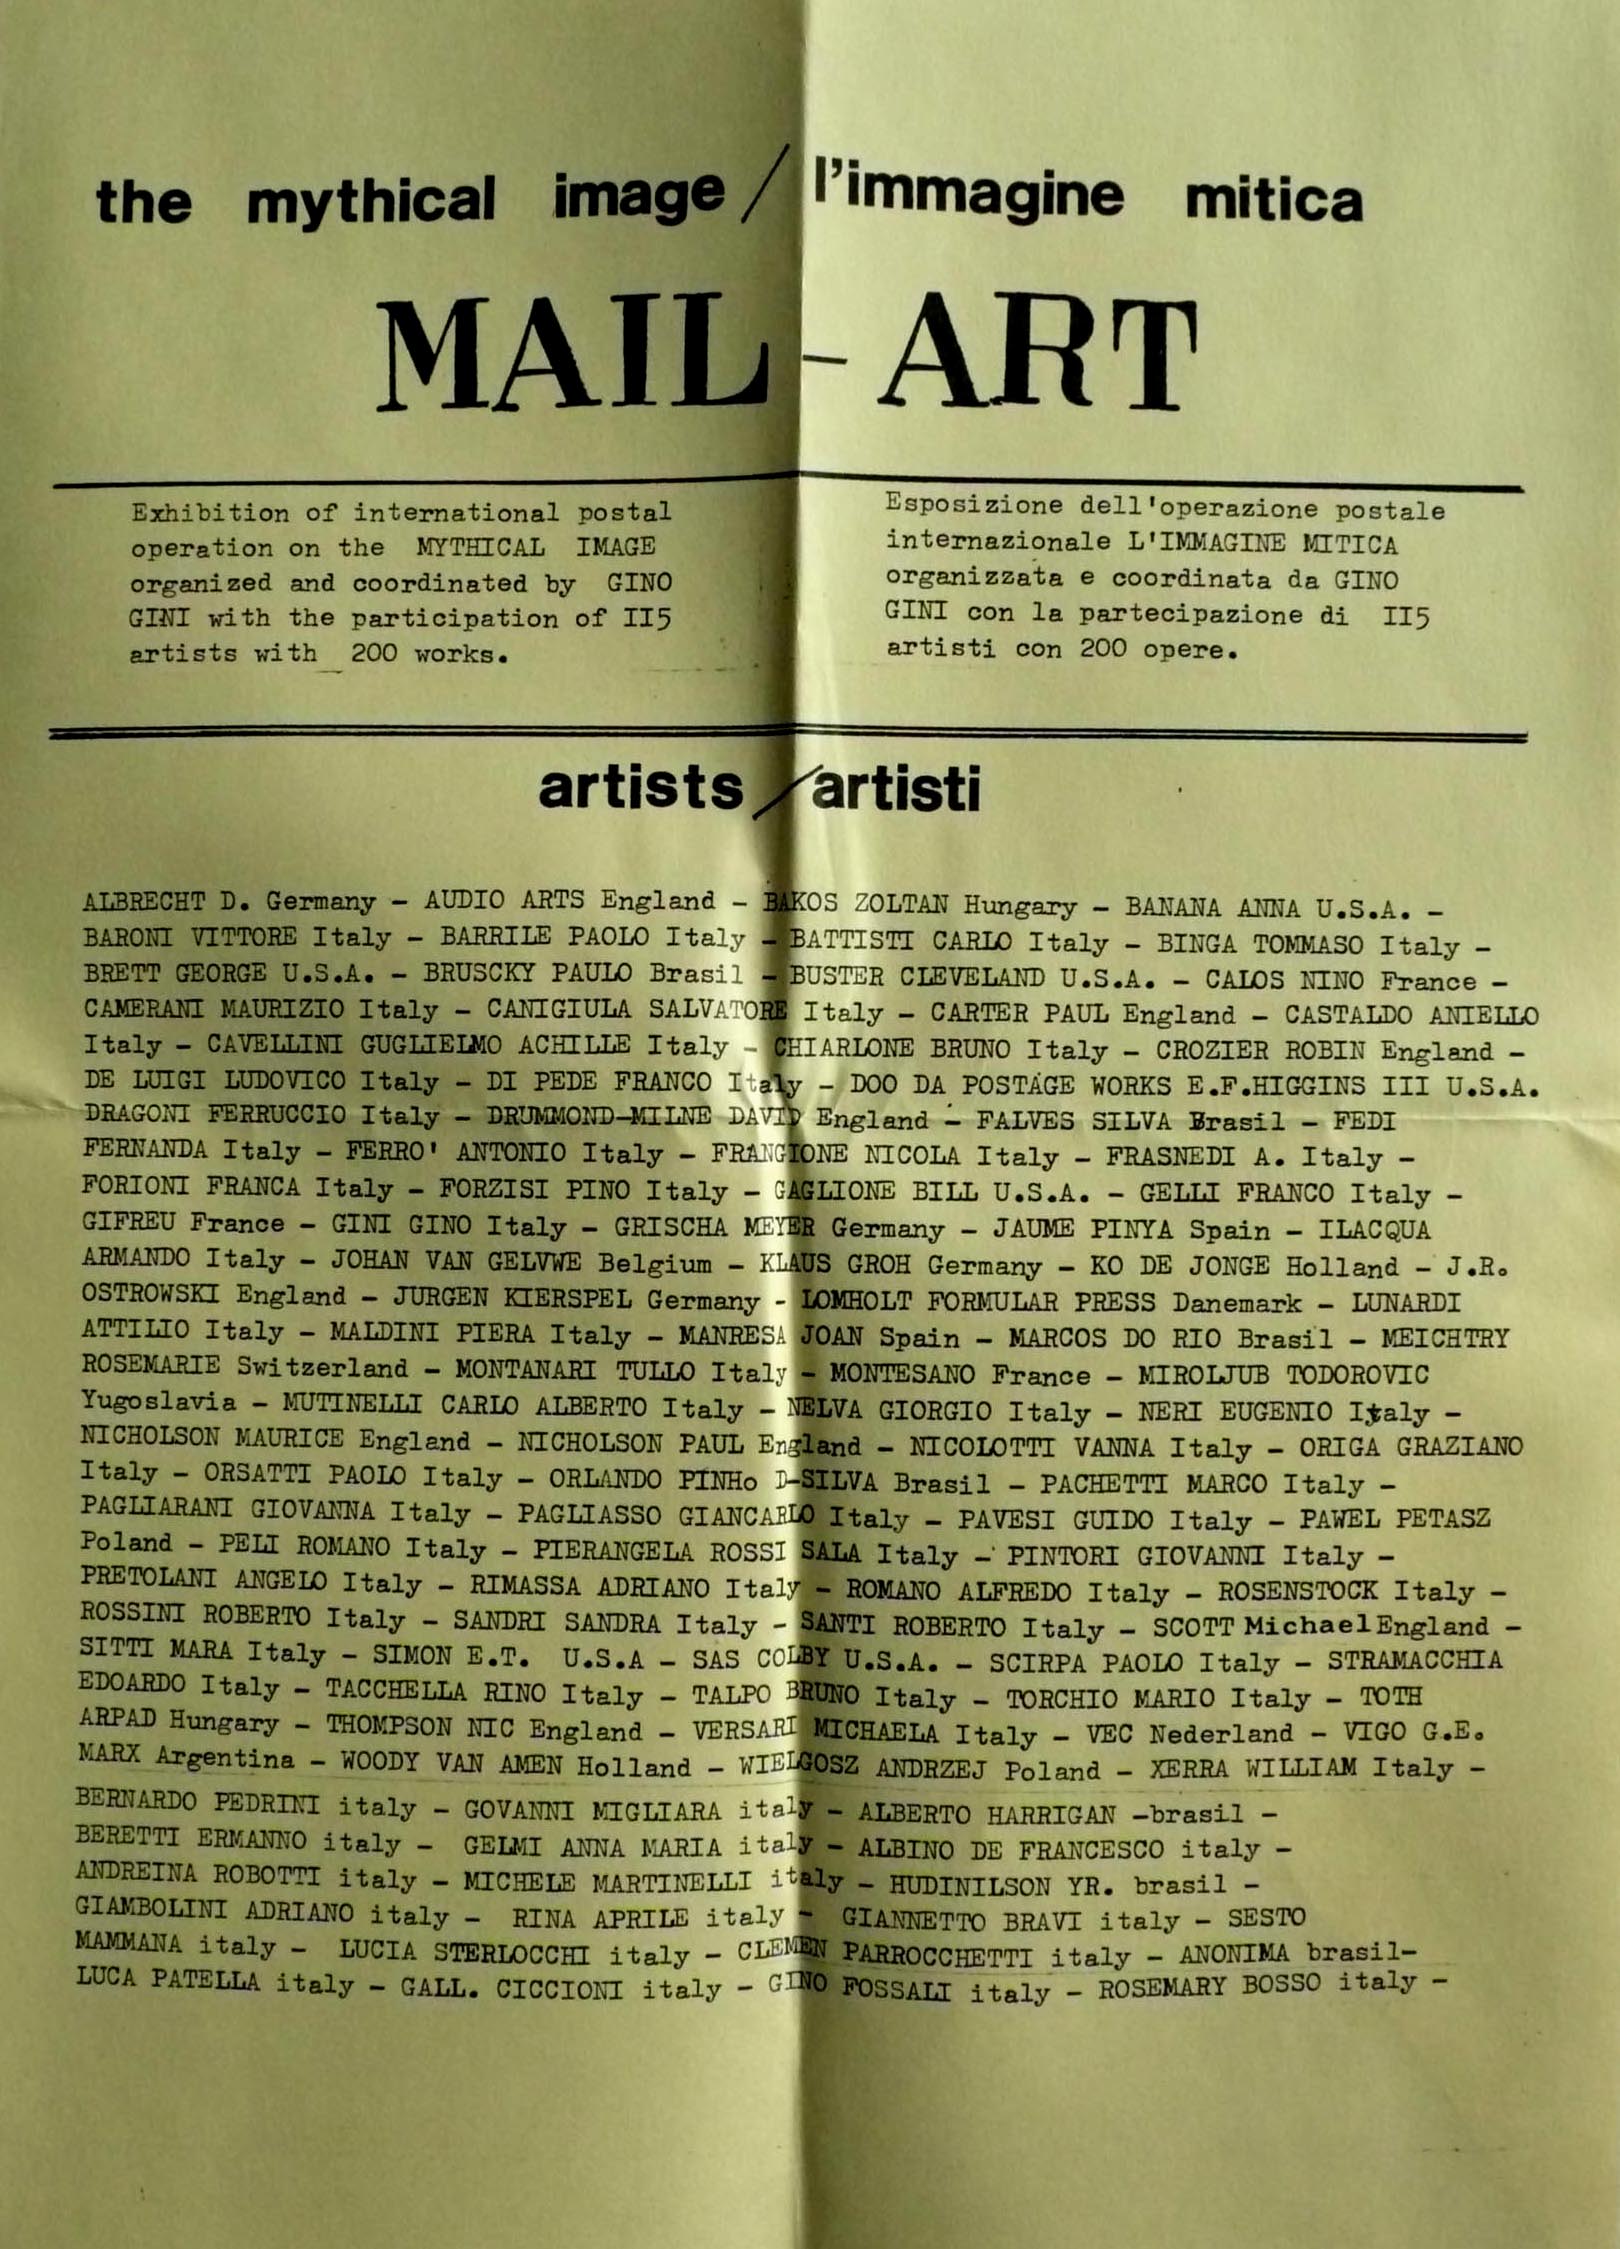 the mythical image / l'immagine mitica
MAIL - ART
Exhibition of international postal
operation on the MYTHICAL IMAGE
organized and coordinated by GINO
GINI with the participation of II5
artists with 200 works.
Esposizione dell'operazione postale
internazionale L'IMMAGINE MITICA
organizzata e coordinata da GINO
GINI con la partecipazione di II5
artisti con 200 opere.
artists / artisti
ALBRECHT D. Germany - AUDIO ARTS England - BAKOS ZOLTAN Hungary - BANANA ANNA U.S.A. -
BARONI VITTORE Italy - BARRILE PAOLO Italy - BATTISTI CARLO Italy - BINGA TOMMASO Italy -
BRETT GEORGE U.S.A. - BRUSCKY PAULO Brasil - BUSTER CLEVELAND U.S.A. - CALOS NINO France -
CAMERANI MAURIZIO Italy - CANIGIULA SALVATORE Italy - CARTER PAUL England - CASTALDO ANIELLO
Italy - CAVELLINI GUGLIELMO ACHILLE Italy - CHIARLONE BRUNO Italy - CROZIER ROBIN England -
DE LUIGI LUDOVICO Italy - DI PEDE FRANCO Italy - DOO DA POSTAGE WORKS E.F.HIGGINS III U.S.A.
DRAGONI FERRUCCIO Italy - DRUMMOND-MILNE DAVID England - FALVES SILVA Brasil - FEDI
FERNANDA Italy - FERRO' ANTONIO Italy - FRANGIONE NICOLA Italy - FRASNEDI A. Italy -
FORIONI FRANCA Italy - FORZISI PINO Italy - GAGLIONE BILL U.S.A. - GELLI FRANCO Italy -
GIFREU France - GINI GINO Italy - GRISCHA MEYER Germany - JAUME PINYA Spain - ILACQUA
ARMANDO Italy - JOHAN VAN GELVWE Belgium - KLAUS GROH Germany - KO DE JONGE Holland - J.R.
OSTROWSKI England - JURGEN KIERSPEL Germany - LOMHOLT FORMULAR PRESS Danemark - LUNARDI
ATTILIO Italy - MALDINI PIERA Italy - MANRESA JOAN Spain - MARCOS DO RIO Brasil - MEICHTRY
ROSEMARIE Switzerland - MONTANARI TULLO Italy - MONTESANO France - MIROLJUB TODOROVIC
Yugoslavia - MUTINELLI CARLO ALBERTO Italy - NELVA GIORGIO Italy - NERI EUGENIO Italy -
NICHOLSON MAURICE England - NICHOLSON PAUL England - NICOLOTTI VANNA Italy - ORIGA GRAZIANO
Italy - ORSATTI PAOLO Italy - ORLANDO PINHo D-SILVA Brasil - PACHETTI MARCO Italy -
PAGLIARANI GIOVANNA Italy - PAGLIASSO GIANCARLO Italy - PAVESI GUIDO Italy - PAWEL PETASZ
Poland - PELI ROMANO Italy - PIERANGELA ROSSI SALA Italy - PINTORI GIOVANNI Italy -
PRETOLANI ANGELO Italy - RIMASSA ADRIANO Italy - ROMANO ALFREDO Italy - ROSENSTOCK Italy -
ROSSINI ROBERTO Italy - SANDRI SANDRA Italy - SANTI ROBERTO Italy - SCOTT Michael England -
SITTI MARA Italy - SIMON E.T. U.S.A - SAS COLBY U.S.A. - SCIRPA PAOLO Italy - STRAMACCHIA
EDOARDO Italy - TACCHELLA RINO Italy - TALPO BRUNO Italy - TORCHIO MARIO Italy - TOTH
ARPAD Hungary - THOMPSON NIC England - VERSARI MICHAELA Italy - VEC Nederland - VIGO G.E.
MARX Argentina - WOODY VAN AMEN Holland - WIELGOSZ ANDRZEJ Poland - XERRA WILLIAM Italy -
BERNARDO PEDRINI italy - GOVANNI MIGLIARA italy - ALBERTO HARRIGAN -brasil -
BERETTI ERMANNO italy - GELMI ANNA MARIA italy - ALBINO DE FRANCESCO italy -
ANDREINA ROBOTTI italy - MICHELE MARTINELLI italy - HUDINILSON YR. brasil -
GIAMBOLINI ADRIANO italy - RINA APRILE italy - GIANNETTO BRAVI italy - SESTO
MAMMANA italy - LUCIA STERLOCCHI italy - CLEMEN PARROCCHETTI italy - ANONIMA brasil-
LUCA PATELLA italy - GALL. CICCIONI italy - GINO FOSSALI italy - ROSEMARY BOSSO italy -